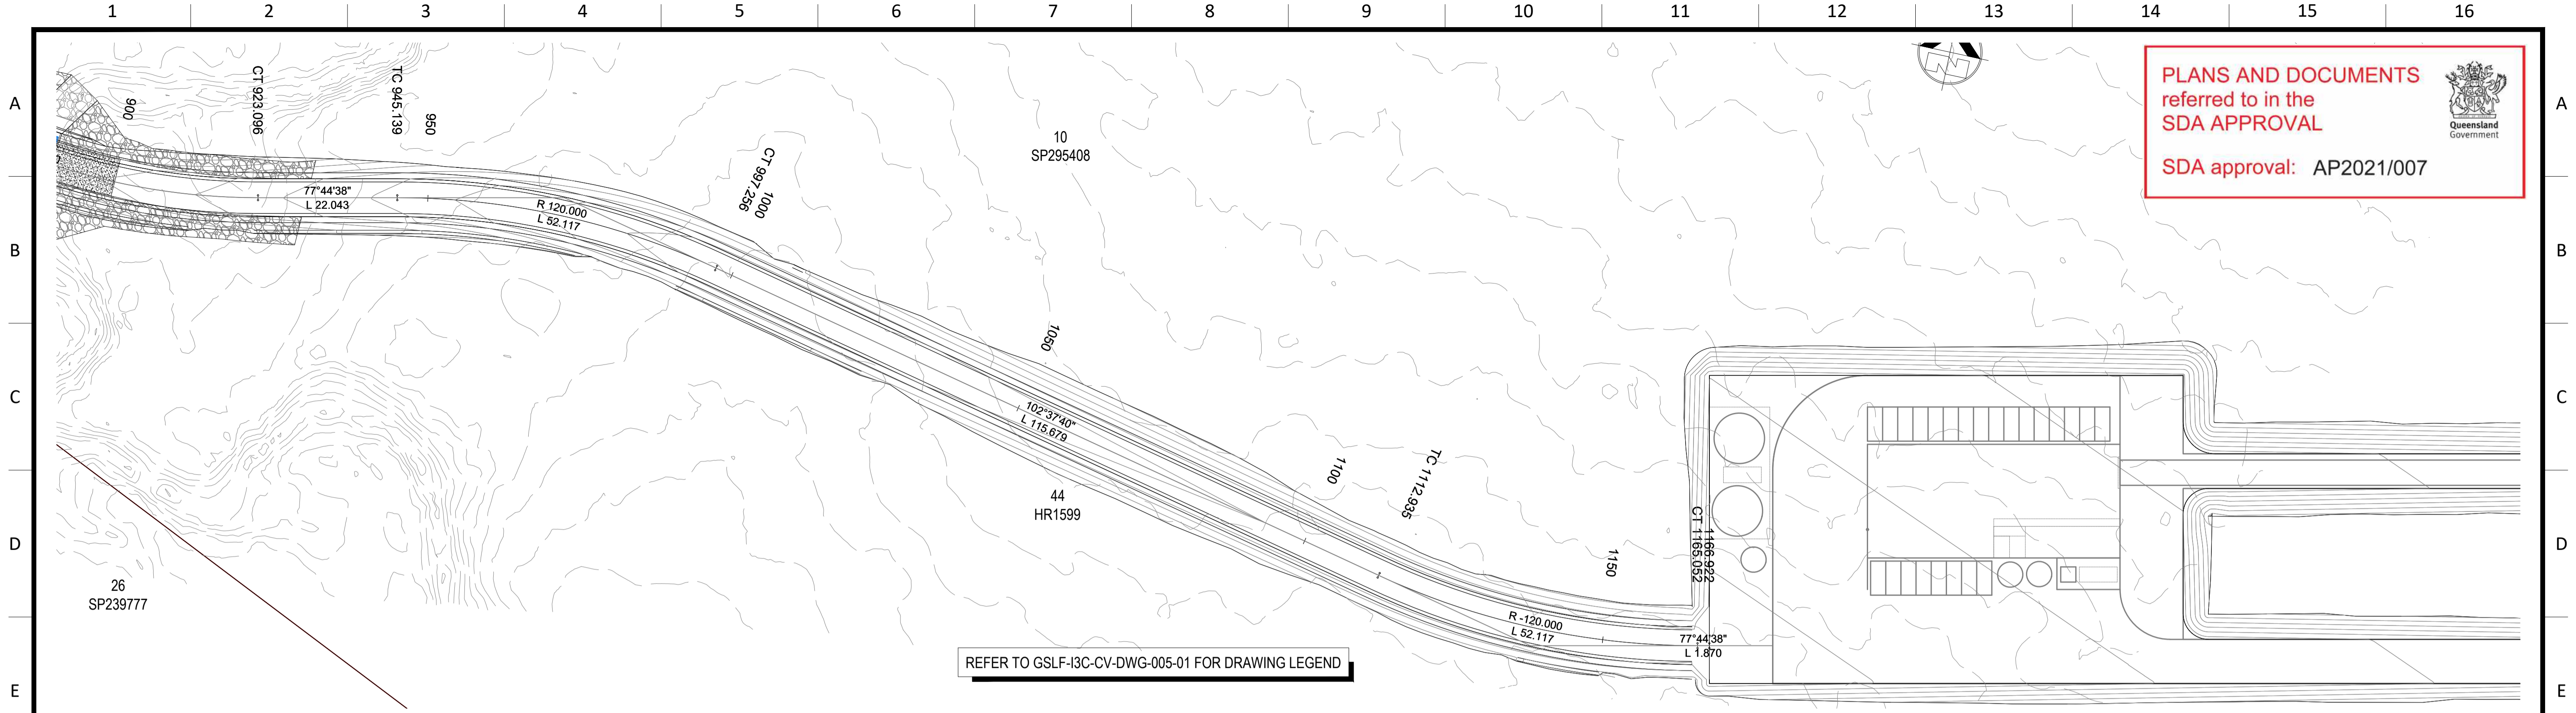 1 2 3 4 5 6 7 8 9 10 11 12 13 14 15 16
A
A
B
B
C
C
D
D
E
E
PLANS AND DOCUMENTS
referred to in the
SDA APPROVAL
SDA approval: AP2021/007
Queensland
Government
900
CT 923.096
TC 945.139
950
77°44'38"
L 22.043
R 120.000
L 52.117
CT 997.256
1000
10
SP295408
1050
102°37'40"
L 115.679
44
HR1599
1100
TC 1112.935
1150
R -120.000
L 52.117
CT 1165.052
1166.922
77°44'38"
L 1.870
26
SP239777
REFER TO GSLF-I3C-CV-DWG-005-01 FOR DRAWING LEGEND